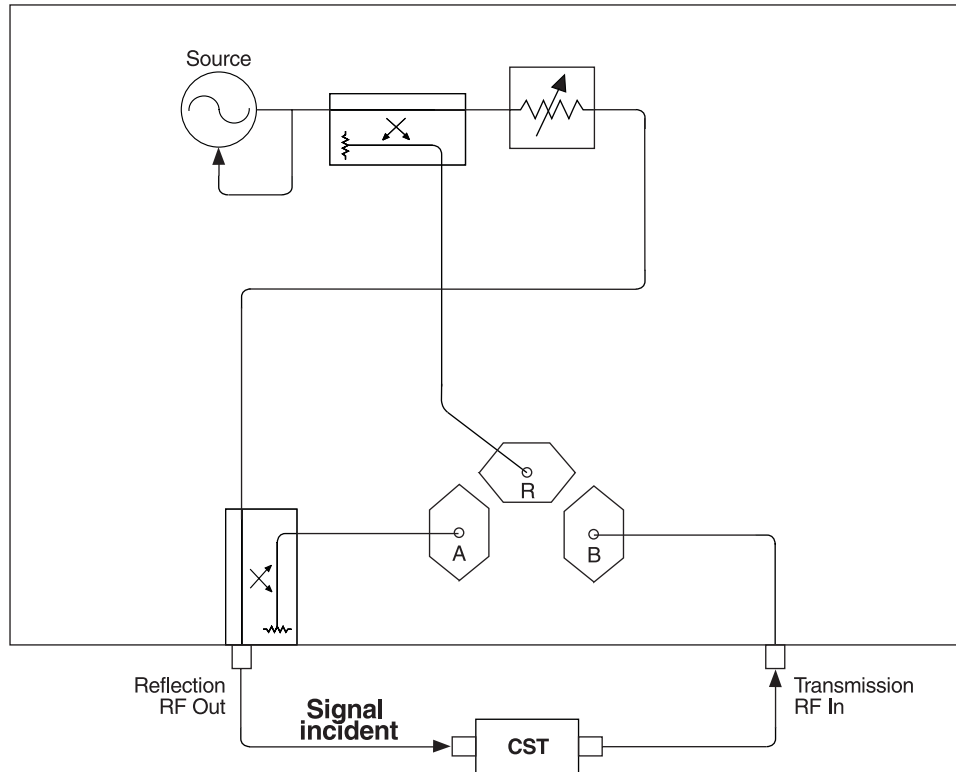 Source
R
A
B
Reflection
RF Out
Transmission
RF In
Signal
incident
CST